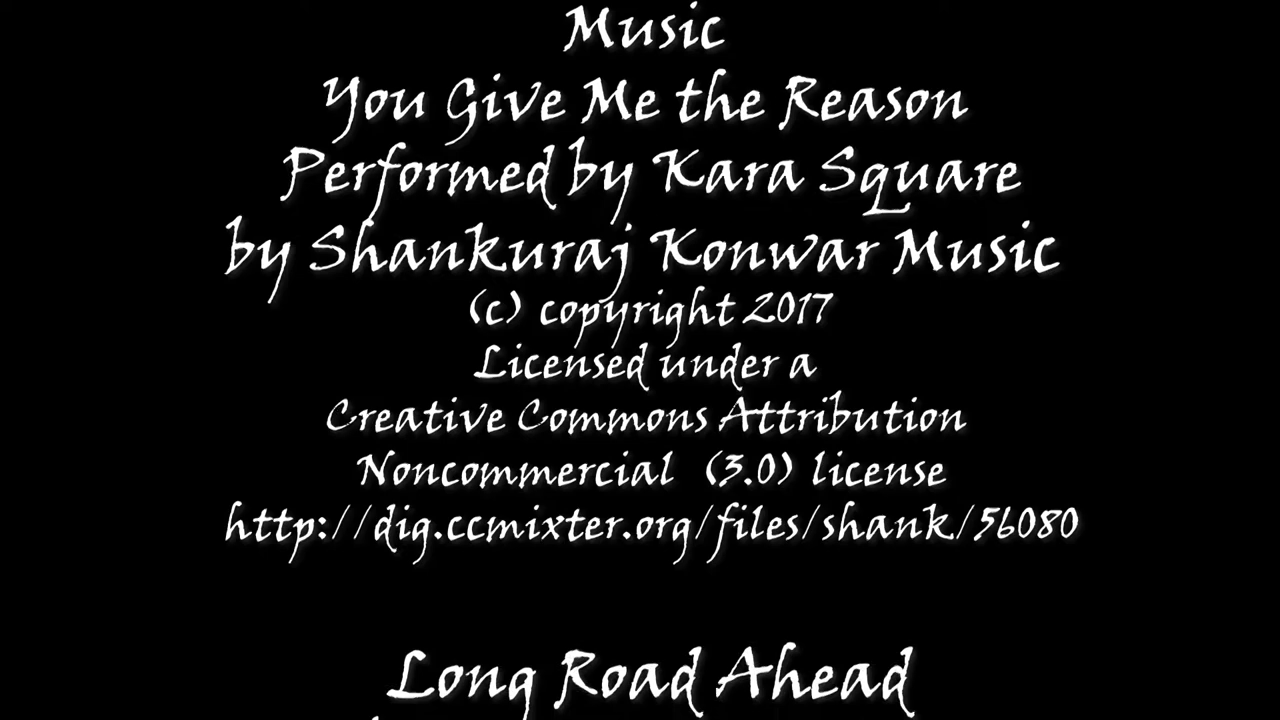 Music
You Give Me the Reason
Performed by Kara Square
by Shankuraj Konwar Music
(c) copyright 2017
Licensed under a
Creative Commons Attribution
Noncommercial (3.0) license
http://dig.ccmixter.org/files/shank/56080
Long Road Ahead